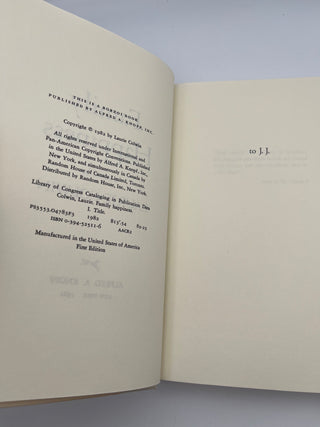 THIS IS A BORZOI BOOK
PUBLISHED BY ALFRED A. KNOPF, INC.
Copyright © 1982 by Laurie Colwin
All rights reserved under International and
Pan-American Copyright Conventions. Published
in the United States by Alfred A. Knopf, Inc.,
New York, and simultaneously in Canada by
Random House of Canada Limited, Toronto.
Distributed by Random House, Inc., New York.
Library of Congress Cataloging in Publication Data
Colwin, Laurie. Family happiness.
I. Title.
PS3553.O4783F3 1982 813'.54 82-25
ISBN 0-394-52511-6 AACR2
Manufactured in the United States of America
First Edition
to J. J.